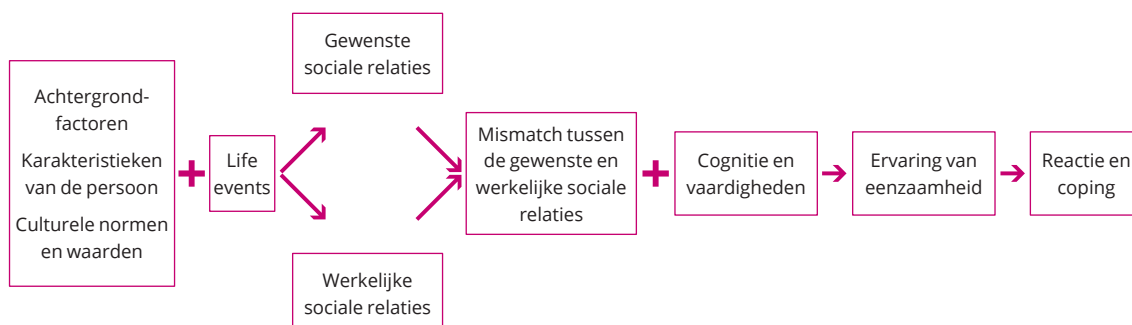 Achtergrond-
factoren
Karakteristieken
van de persoon
Culturele normen
en waarden
+
Life
events
Gewenste
sociale relaties
Werkelijke
sociale relaties
Mismatch tussen
de gewenste en
werkelijke sociale
relaties
+
Cognitie en
vaardigheden
Ervaring van
eenzaamheid
Reactie en
coping